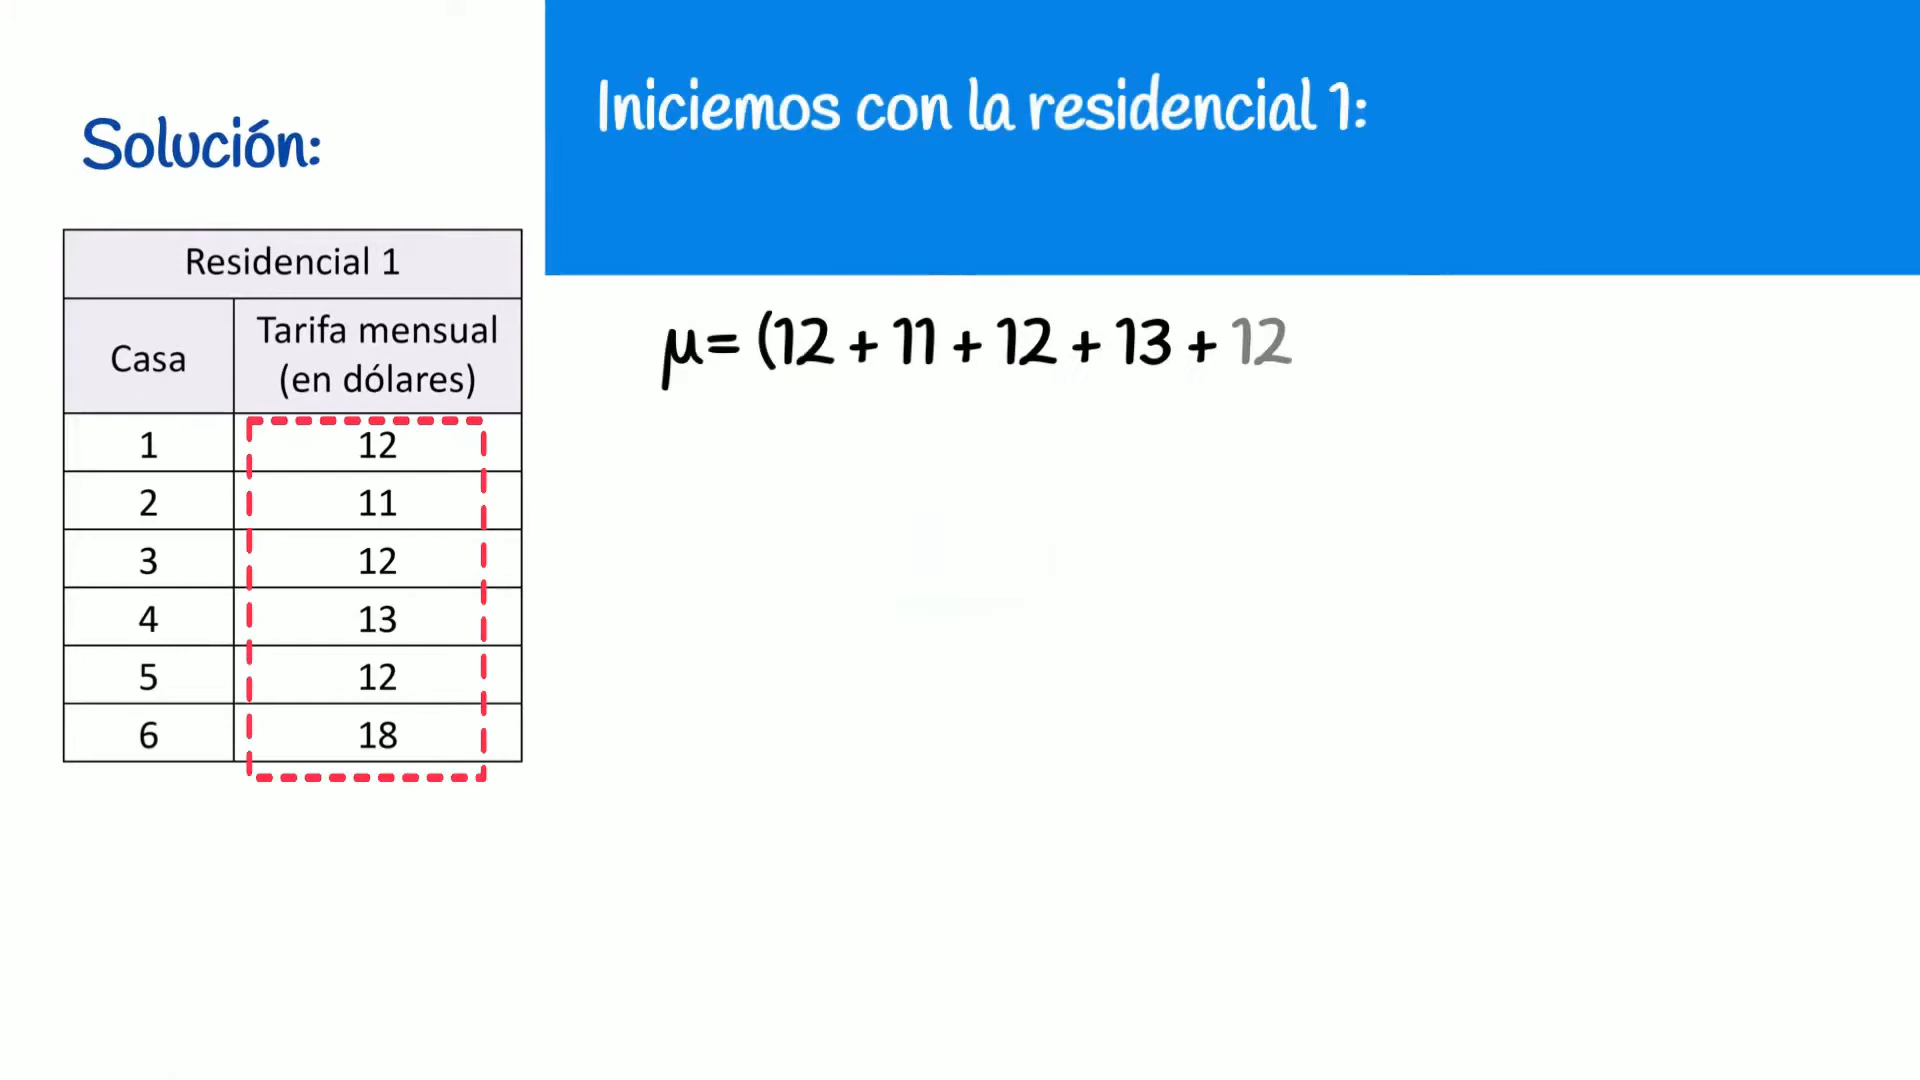 Solución:
Iniciemos con la residencial 1:
Residencial 1
Casa
Tarifa mensual
(en dólares)
1 12
2 11
3 12
4 13
5 12
6 18
μ= (12 + 11 + 12 + 13 + 12